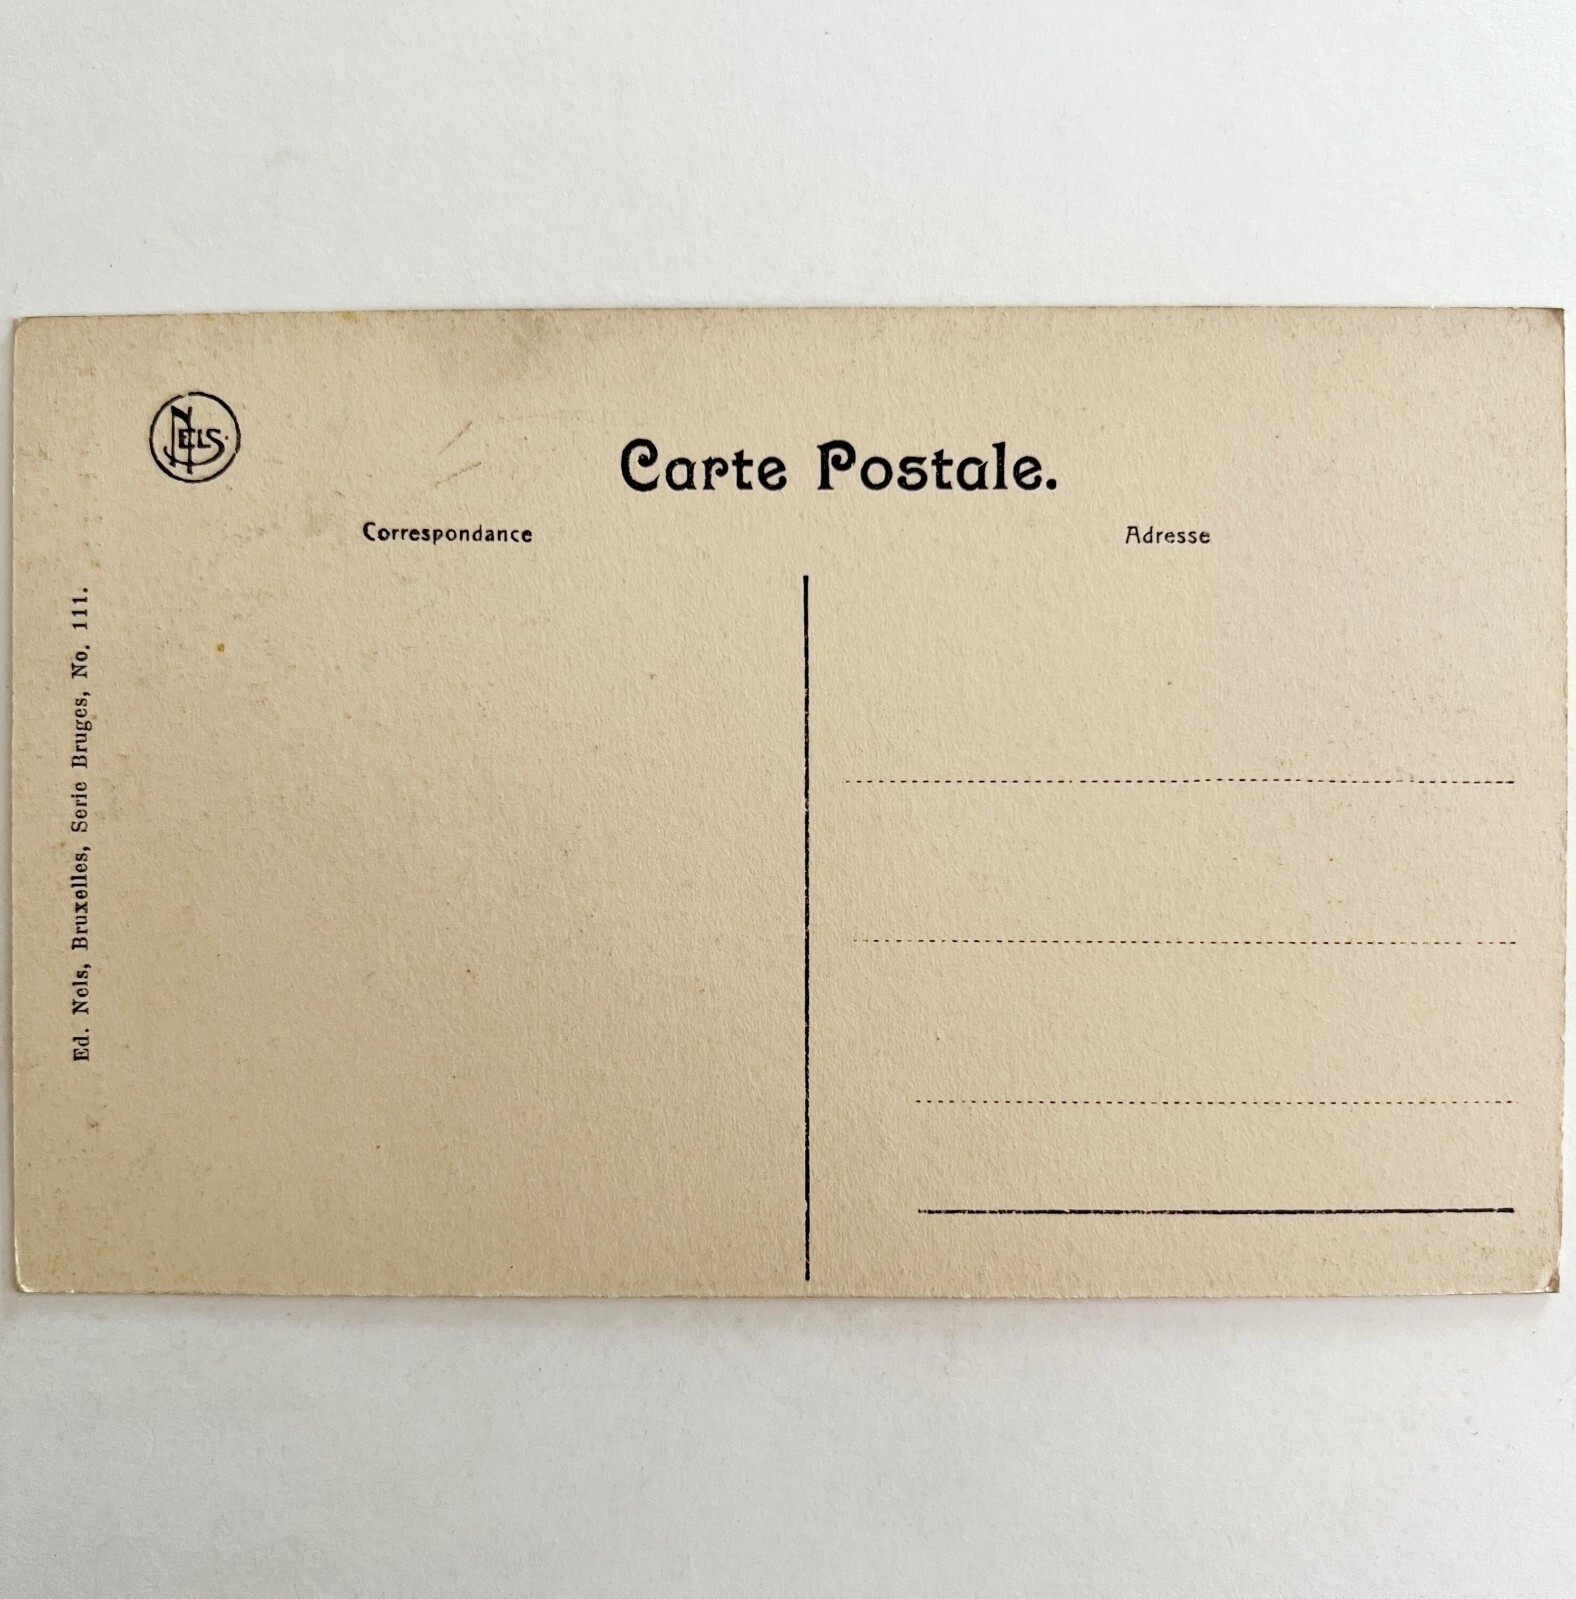 NELS.
Carte Postale.
Correspondance
Adresse
Ed. Nels, Bruxelles, Serie Bruges, No. 111.